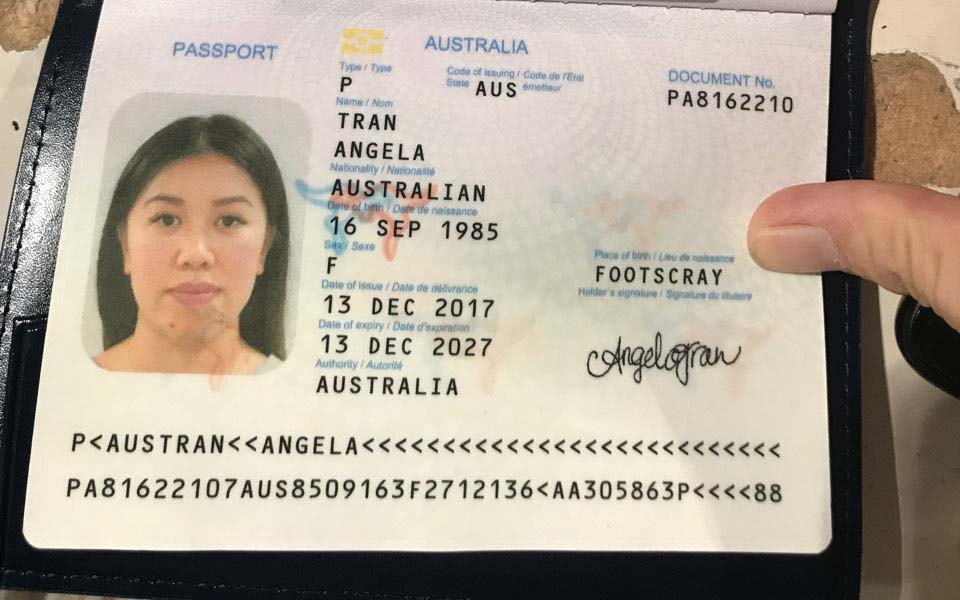 PASSPORT
AUSTRALIA
Type / Type
P
Code of issuing / Code de l'Etat
State AUS émetteur
DOCUMENT No.
PA8162210
Name / Nom
TRAN
ANGELA
Nationality / Nationalité
AUSTRALIAN
Date of birth / Date de naissance
16 SEP 1985
Sex / Sexe
F
Place of birth / Lieu de naissance
FOOTSCRAY
Date of issue / Date de délivrance
13 DEC 2017
Holder's signature / Signature du titulaire
Date of expiry / Date d'expiration
13 DEC 2027
Angela Tran
Authority / Autorité
AUSTRALIA
P<AUSTRAN<<ANGELA<<<<<<<<<<<<<<<<<<<<<<<<<<<
PA81622107AUS8509163F2712136<AA305863P<<<<88